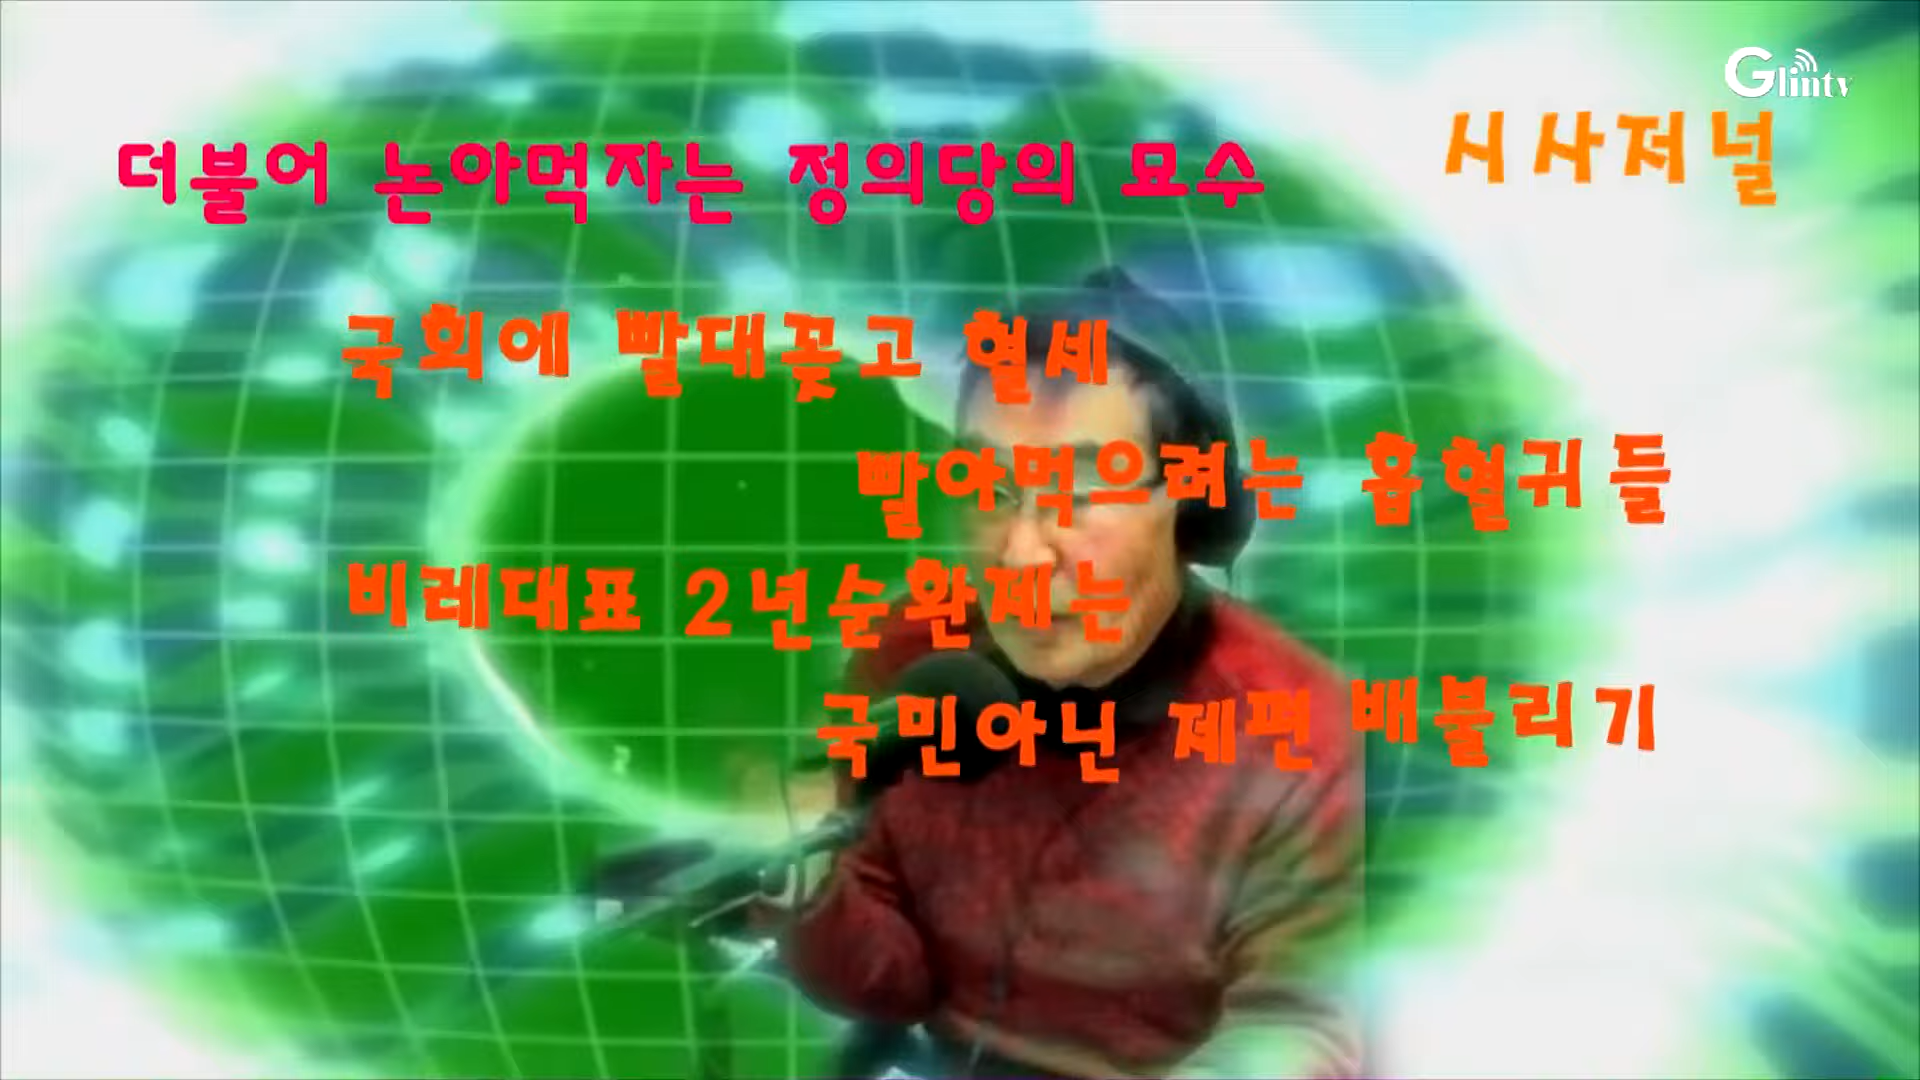 Glintv
시사저널
더불어 논아먹자는 정의당의 묘수
국회에 빨대꽂고 혈세
빨아먹으려는 흡혈귀들
비레대표 2년순환제는
국민아닌 제편 배불리기